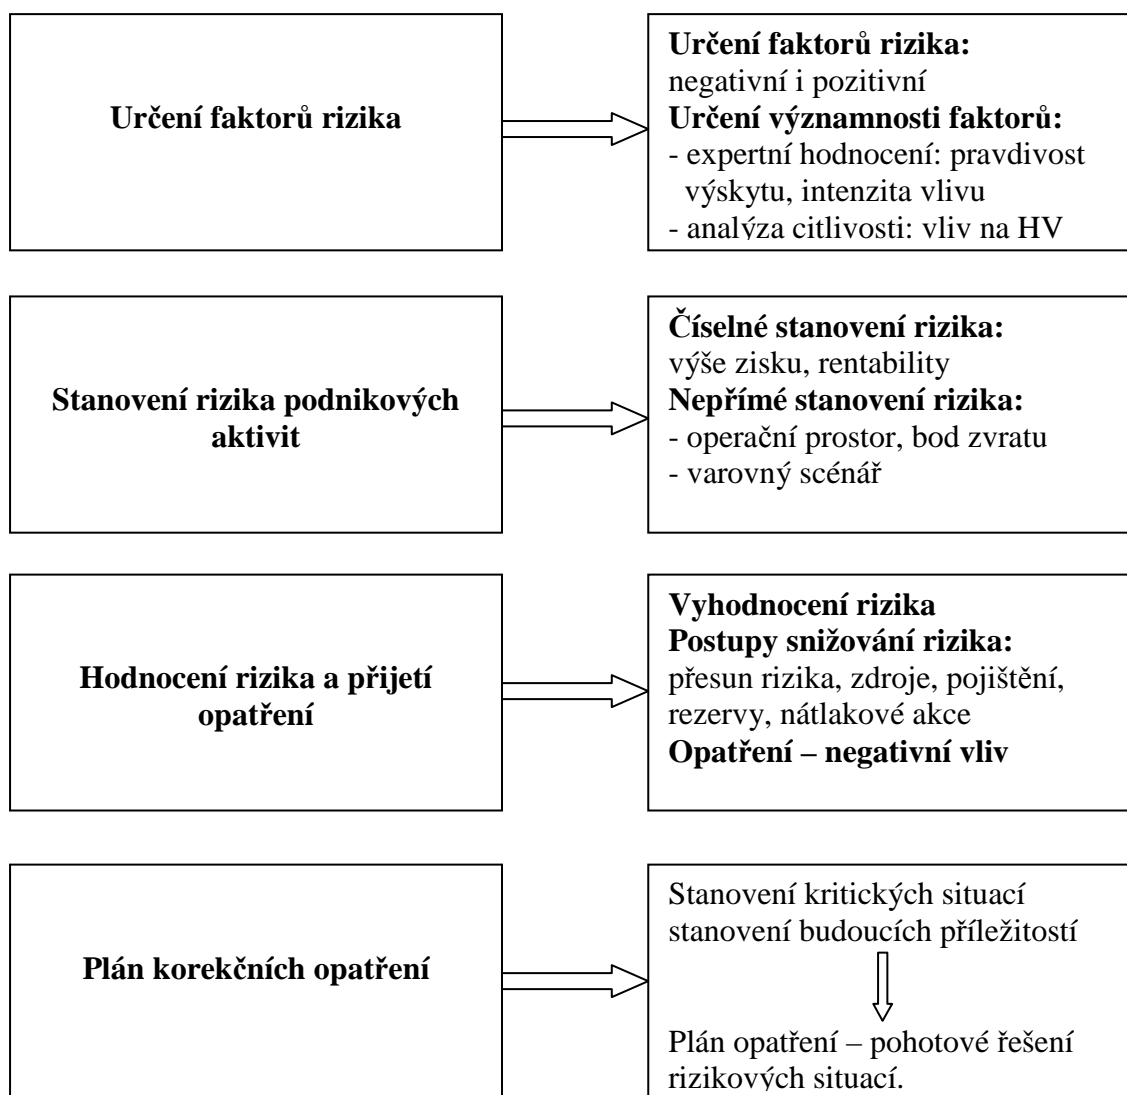 Určení faktorů rizika
Určení faktorů rizika:
negativní i pozitivní
Určení významnosti faktorů:
- expertní hodnocení: pravdivost
výskytu, intenzita vlivu
- analýza citlivosti: vliv na HV
Stanovení rizika podnikových
aktivit
Číselné stanovení rizika:
výše zisku, rentability
Nepřímé stanovení rizika:
- operační prostor, bod zvratu
- varovný scénář
Hodnocení rizika a přijetí
opatření
Vyhodnocení rizika
Postupy snižování rizika:
přesun rizika, zdroje, pojištění,
rezervy, nátlakové akce
Opatření – negativní vliv
Plán korekčních opatření
Stanovení kritických situací
stanovení budoucích příležitostí
Plán opatření – pohotové řešení
rizikových situací.